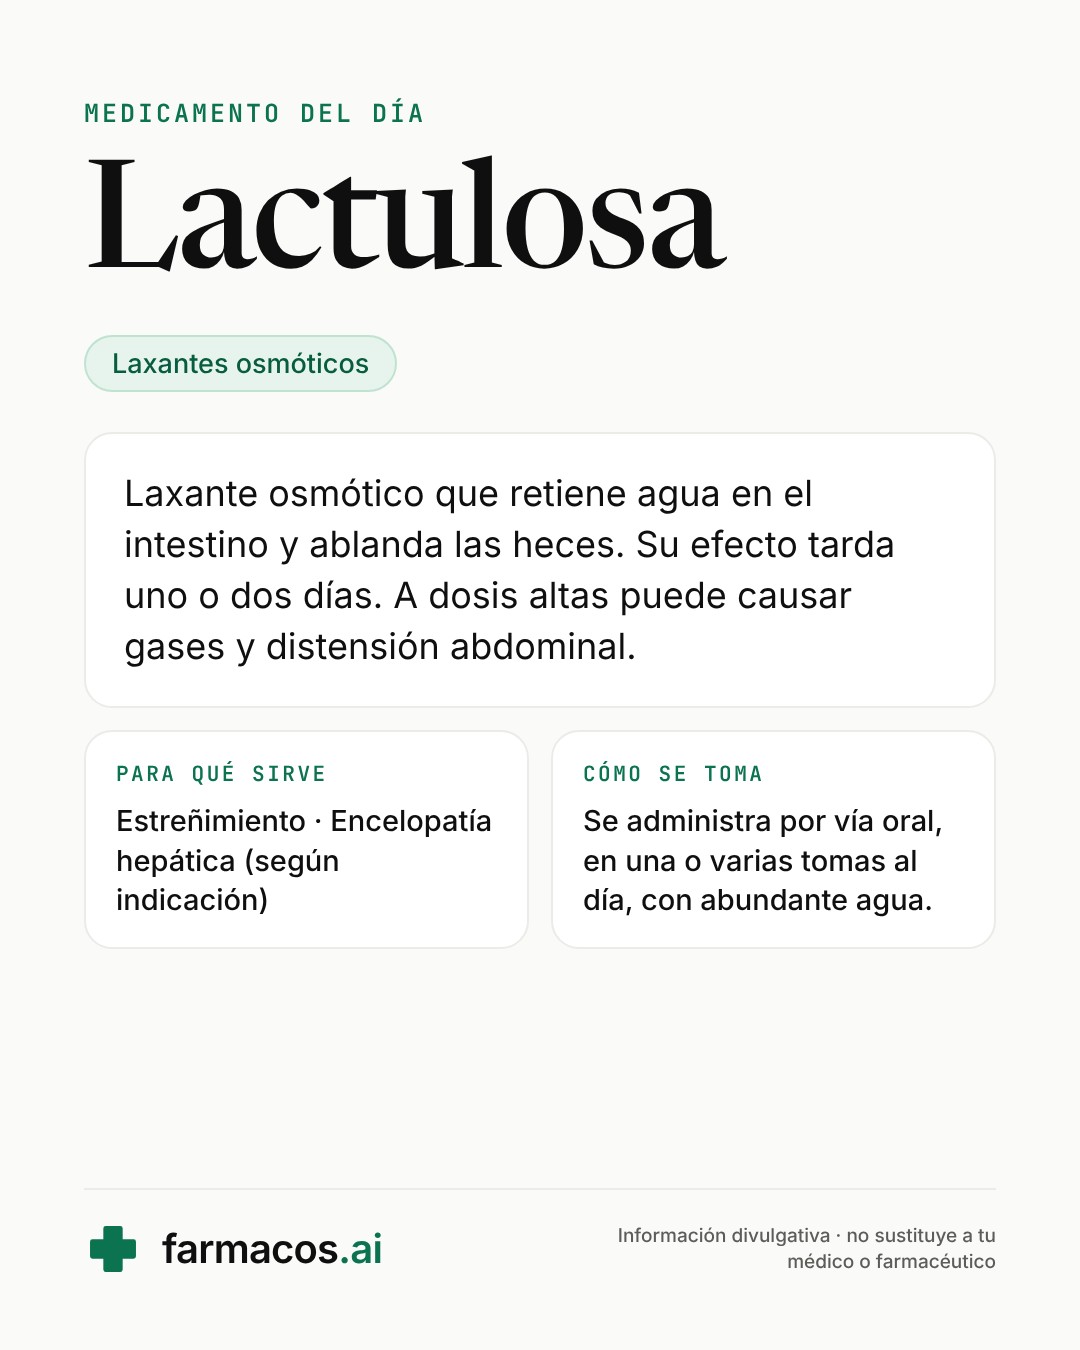 MEDICAMENTO DEL DÍA
Lactulosa
Laxantes osmóticos
Laxante osmótico que retiene agua en el
intestino y ablanda las heces. Su efecto tarda
uno o dos días. A dosis altas puede causar
gases y distensión abdominal.
PARA QUÉ SIRVE
Estreñimiento · Encelopatía
hepática (según
indicación)
CÓMO SE TOMA
Se administra por vía oral,
en una o varias tomas al
día, con abundante agua.
farmacos.ai
Información divulgativa · no sustituye a tu
médico o farmacéutico